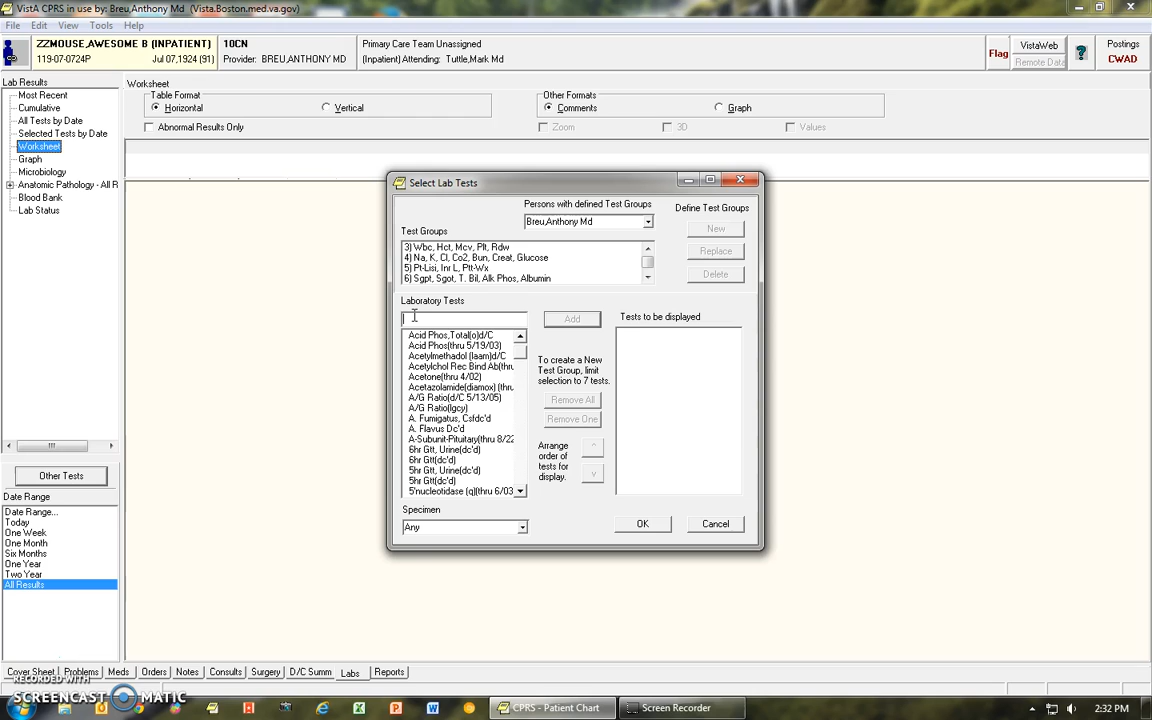 VistA CPRS in use by: Breu,Anthony Md (Vista.Boston.med.va.gov)
File Edit View Tools Help
ZZMOUSE,AWESOME B (INPATIENT)
119-07-0724P Jul 07,1924 (91)
10CN
Provider: BREU,ANTHONY MD
Primary Care Team Unassigned
(Inpatient) Attending: Tuttle,Mark Md
Flag
VistaWeb
Remote Data
?
Postings
CWAD
Lab Results
Most Recent
Cumulative
All Tests by Date
Selected Tests by Date
Worksheet
Graph
Microbiology
Anatomic Pathology - All R
Blood Bank
Lab Status
Worksheet
Table Format
Horizontal
Vertical
Other Formats
Comments
Graph
Abnormal Results Only
Zoom
3D
Values
Select Lab Tests
Persons with defined Test Groups
Breu,Anthony Md
Define Test Groups
New
Replace
Delete
Test Groups
3) Wbc, Hct, Mcv, Plt, Rdw
4) Na, K, Cl, Co2, Bun, Creat, Glucose
5) Pt-Lisi, Inr L, Ptt-Wx
6) Sgpt, Sgot, T. Bil, Alk Phos, Albumin
Laboratory Tests
Add
Tests to be displayed
Acid Phos,Total(o)d/C
Acid Phos(thru 5/19/03)
Acetylmethadol (laam)d/C
Acetylchol Rec Bind Ab(thru
Acetone(thru 4/02)
Acetazolamide(diamox) (thru
A/G Ratio(d/C 5/13/05)
A/G Ratio(lgcy)
A. Fumigatus, Csfdc'd
A. Flavus Dc'd
A-Subunit-Pituitary(thru 8/22
6hr Gtt, Urine(dc'd)
6hr Gtt(dc'd)
5hr Gtt, Urine(dc'd)
5hr Gtt(dc'd)
5'nucleotidase (q)(thru 6/03
To create a New
Test Group, limit
selection to 7 tests.
Remove All
Remove One
Arrange
order of
tests for
display.
Specimen
Any
OK
Cancel
Other Tests
Date Range
Date Range...
Today
One Week
One Month
Six Months
One Year
Two Year
All Results
Cover Sheet Problems Meds Orders Notes Consults Surgery D/C Summ Labs Reports
RECORDED WITH
SCREENCAST MATIC
CPRS - Patient Chart
Screen Recorder
2:32 PM